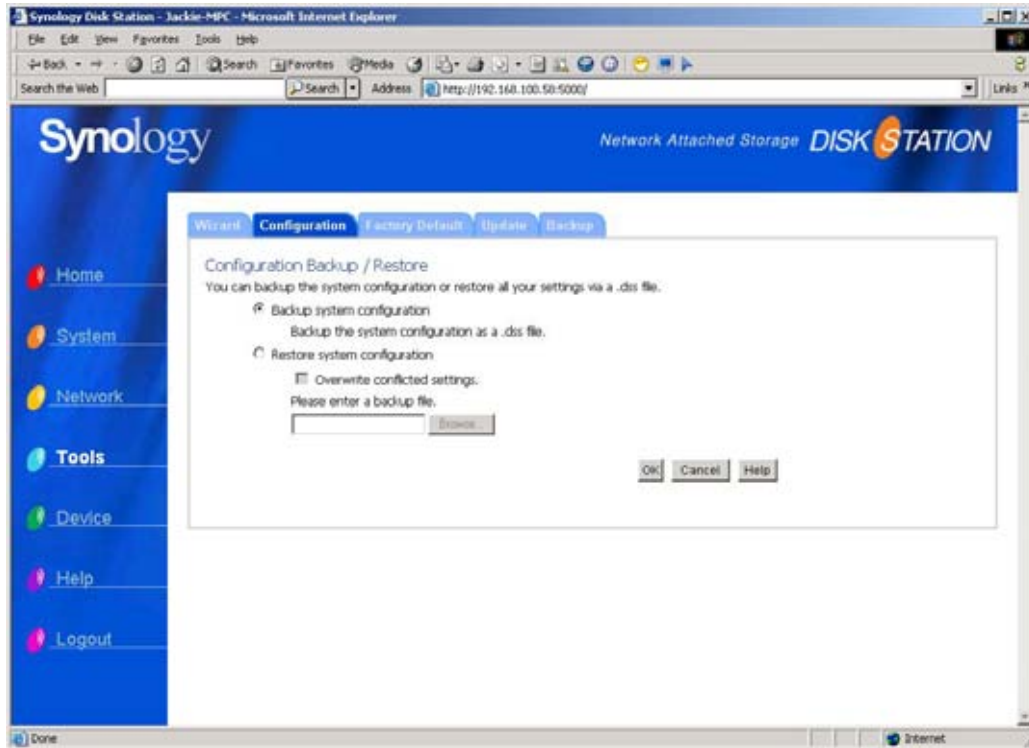 Synology Disk Station - Jackie-MPC - Microsoft Internet Explorer
File Edit View Favorites Tools Help
Back Search Favorites Media
Search the Web Search Address http://192.168.100.58:5000/ Links
Synology
Network Attached Storage DISK STATION
Wizard Configuration Factory Default Update Backup
Configuration Backup / Restore
You can backup the system configuration or restore all your settings via a .dss file.
Backup system configuration
Backup the system configuration as a .dss file.
Restore system configuration
Overwrite conflicted settings.
Please enter a backup file.
Browse...
OK Cancel Help
Home
System
Network
Tools
Device
Help
Logout
Done Internet